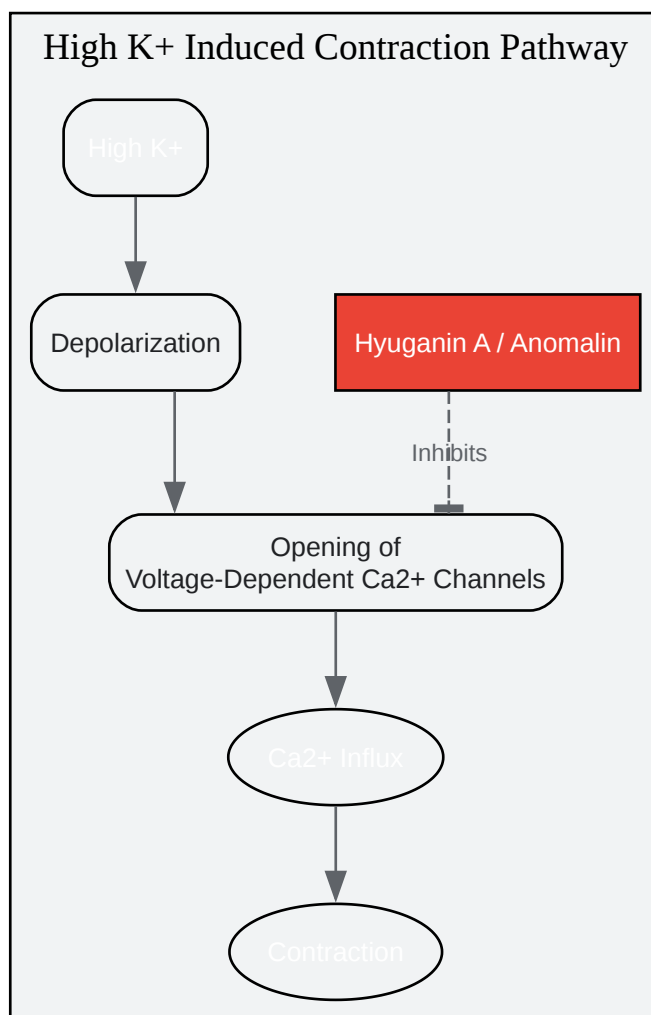 High K+ Induced Contraction Pathway
High K+
Depolarization
Hyuganin A / Anomalin
Inhibits
Opening of
Voltage-Dependent Ca2+ Channels
Ca2+ Influx
Contraction